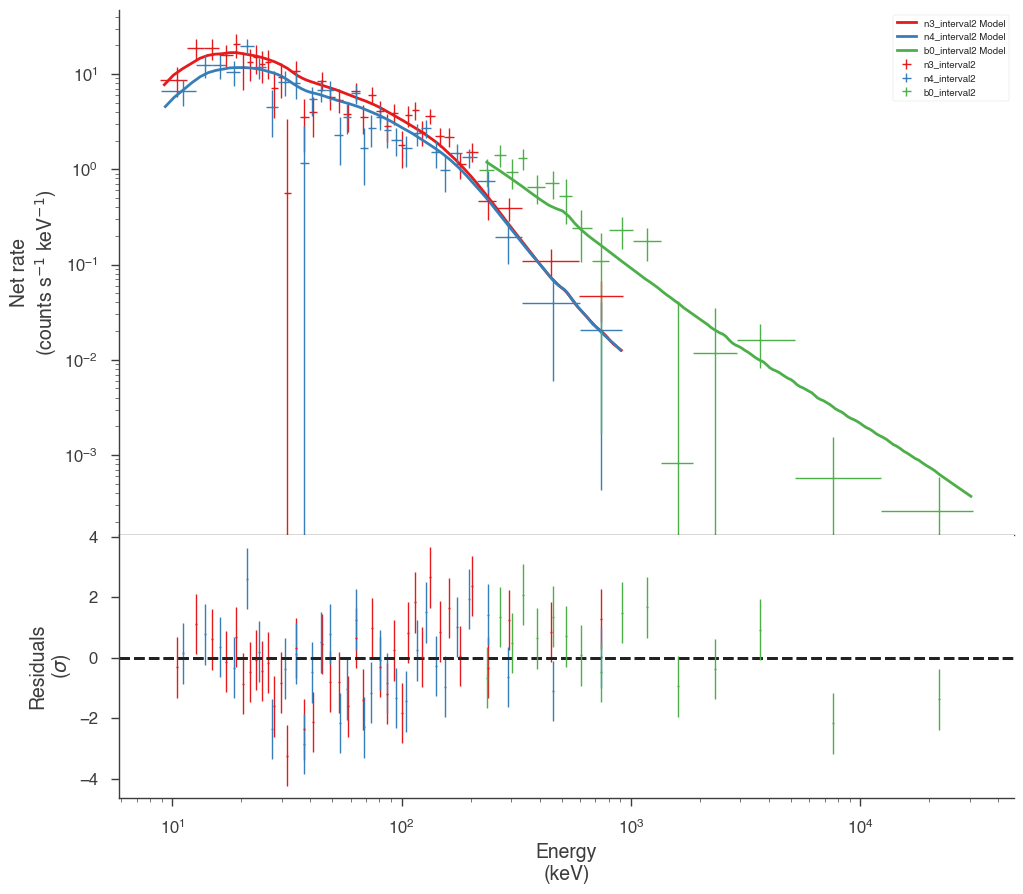 n3_interval2 Model
n4_interval2 Model
b0_interval2 Model
n3_interval2
n4_interval2
b0_interval2
10¹
10⁰
10⁻¹
10⁻²
10⁻³
Net rate
(counts s⁻¹ keV⁻¹)
4
2
0
−2
−4
Residuals
(σ)
10¹
10²
10³
10⁴
Energy
(keV)